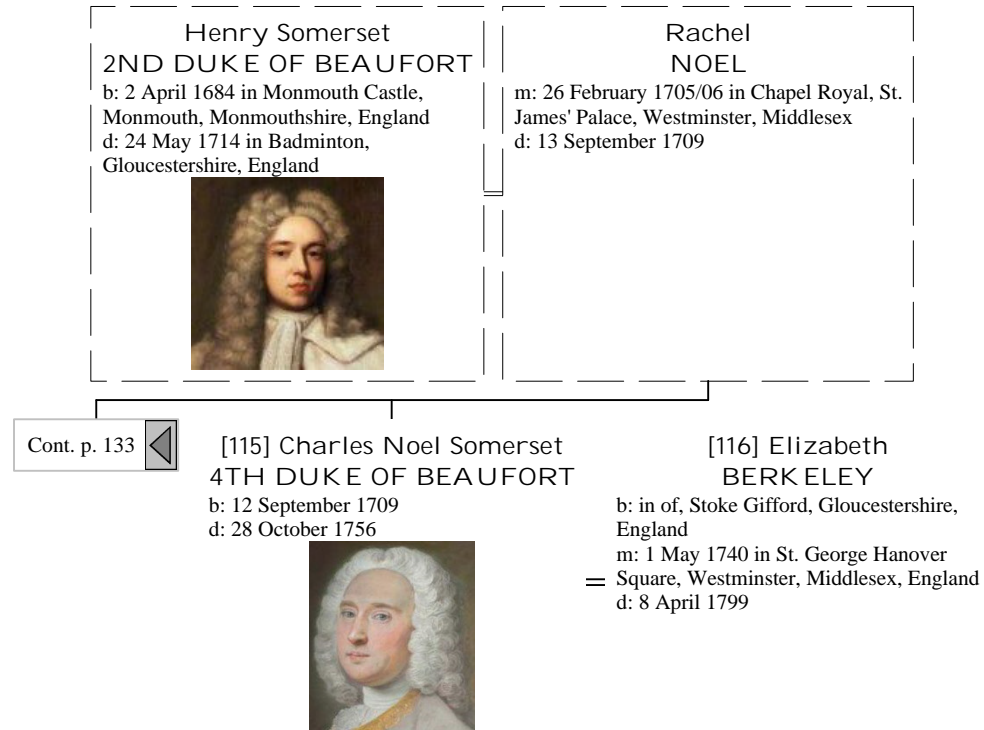 Henry Somerset
2ND DUKE OF BEAUFORT
b: 2 April 1684 in Monmouth Castle,
Monmouth, Monmouthshire, England
d: 24 May 1714 in Badminton,
Gloucestershire, England
Rachel
NOEL
m: 26 February 1705/06 in Chapel Royal, St.
James' Palace, Westminster, Middlesex
d: 13 September 1709
Cont. p. 133
[115] Charles Noel Somerset
4TH DUKE OF BEAUFORT
b: 12 September 1709
d: 28 October 1756
=
[116] Elizabeth
BERKELEY
b: in of, Stoke Gifford, Gloucestershire,
England
m: 1 May 1740 in St. George Hanover
Square, Westminster, Middlesex, England
d: 8 April 1799